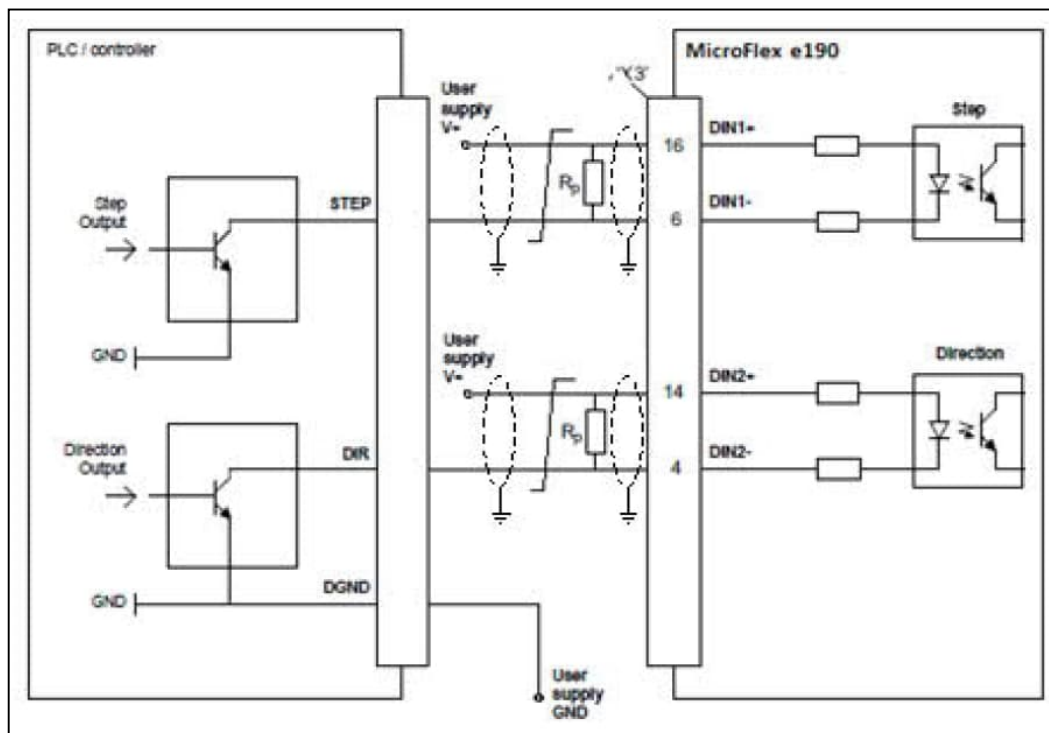 PLC / controller
MicroFlex e190
User
supply
V+
'X3'
Step
16
DIN1+
Rp
Step
Output
STEP
6
DIN1-
GND
User
supply
V+
Direction
14
DIN2+
Rp
Direction
Output
DIR
4
DIN2-
GND
DGND
User
supply
GND